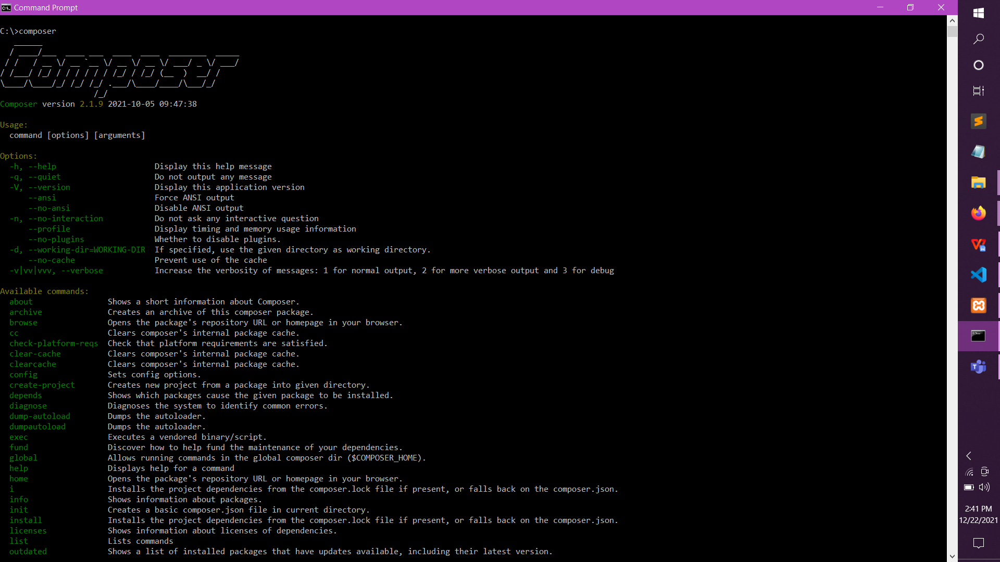 Command Prompt
C:\>composer
   ______
  / ____/___  ____ ___  ____  ____  ________  _____
 / /   / __ \/ __ `__ \/ __ \/ __ \/ ___/ _ \/ ___/
/ /___/ /_/ / / / / / / /_/ / /_/ (__  )  __/ /
\____/\____/_/ /_/ /_/ .___/\____/____/\___/_/
                    /_/
Composer version 2.1.9 2021-10-05 09:47:38
Usage:
  command [options] [arguments]
Options:
  -h, --help                     Display this help message
  -q, --quiet                    Do not output any message
  -V, --version                  Display this application version
      --ansi                     Force ANSI output
      --no-ansi                  Disable ANSI output
  -n, --no-interaction           Do not ask any interactive question
      --profile                  Display timing and memory usage information
      --no-plugins               Whether to disable plugins.
  -d, --working-dir=WORKING-DIR  If specified, use the given directory as working directory.
      --no-cache                 Prevent use of the cache
  -v|vv|vvv, --verbose           Increase the verbosity of messages: 1 for normal output, 2 for more verbose output and 3 for debug
Available commands:
  about                Shows a short information about Composer.
  archive              Creates an archive of this composer package.
  browse               Opens the package's repository URL or homepage in your browser.
  cc                   Clears composer's internal package cache.
  check-platform-reqs  Check that platform requirements are satisfied.
  clear-cache          Clears composer's internal package cache.
  clearcache           Clears composer's internal package cache.
  config               Sets config options.
  create-project       Creates new project from a package into given directory.
  depends              Shows which packages cause the given package to be installed.
  diagnose             Diagnoses the system to identify common errors.
  dump-autoload        Dumps the autoloader.
  dumpautoload         Dumps the autoloader.
  exec                 Executes a vendored binary/script.
  fund                 Discover how to help fund the maintenance of your dependencies.
  global               Allows running commands in the global composer dir ($COMPOSER_HOME).
  help                 Displays help for a command
  home                 Opens the package's repository URL or homepage in your browser.
  i                    Installs the project dependencies from the composer.lock file if present, or falls back on the composer.json.
  info                 Shows information about packages.
  init                 Creates a basic composer.json file in current directory.
  install              Installs the project dependencies from the composer.lock file if present, or falls back on the composer.json.
  licenses             Shows information about licenses of dependencies.
  list                 Lists commands
  outdated             Shows a list of installed packages that have updates available, including their latest version.
2:41 PM
12/22/2021